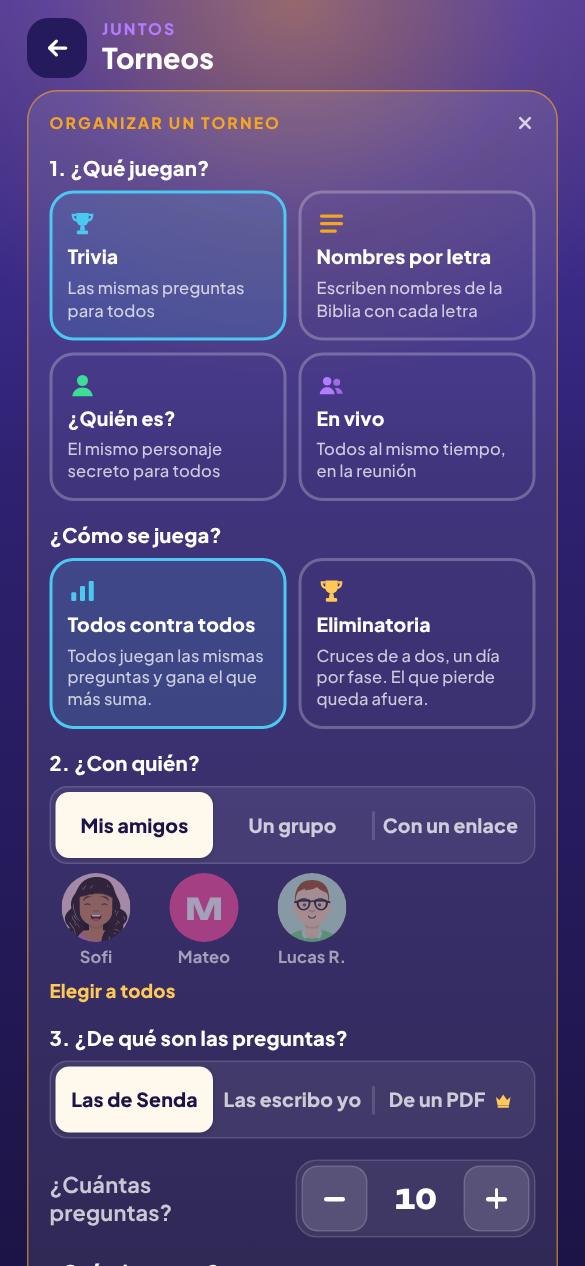 JUNTOS
Torneos
ORGANIZAR UN TORNEO
1. ¿Qué juegan?
Trivia
Las mismas preguntas
para todos
Nombres por letra
Escriben nombres de la
Biblia con cada letra
¿Quién es?
El mismo personaje
secreto para todos
En vivo
Todos al mismo tiempo,
en la reunión
¿Cómo se juega?
Todos contra todos
Todos juegan las mismas
preguntas y gana el que
más suma.
Eliminatoria
Cruces de a dos, un día
por fase. El que pierde
queda afuera.
2. ¿Con quién?
Mis amigos
Un grupo
Con un enlace
M
Sofi
Mateo
Lucas R.
Elegir a todos
3. ¿De qué son las preguntas?
Las de Senda
Las escribo yo
De un PDF
¿Cuántas
preguntas?
10